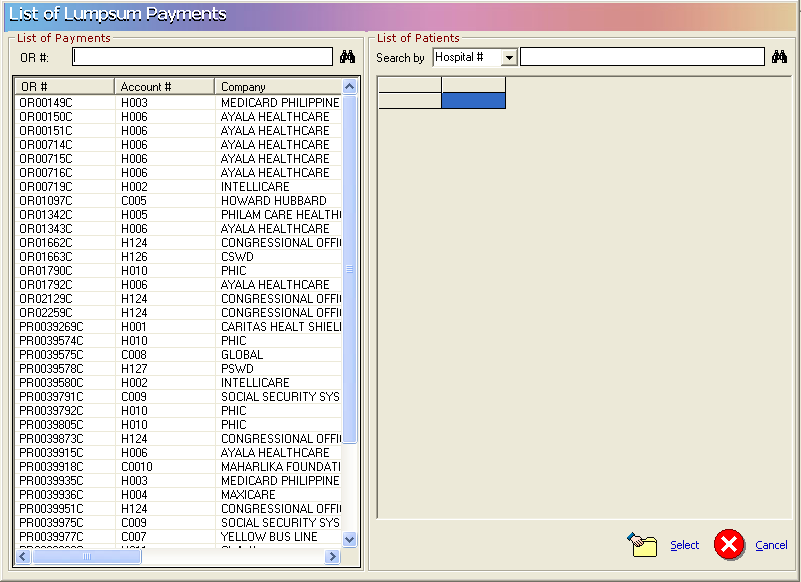 List of Lumpsum Payments
List of Payments
OR #:
OR # Account # Company
OR00149C H003 MEDICARD PHILIPPINE
OR00150C H006 AYALA HEALTHCARE
OR00151C H006 AYALA HEALTHCARE
OR00714C H006 AYALA HEALTHCARE
OR00715C H006 AYALA HEALTHCARE
OR00716C H006 AYALA HEALTHCARE
OR00719C H002 INTELLICARE
OR01097C C005 HOWARD HUBBARD
OR01342C H005 PHILAM CARE HEALTH
OR01343C H006 AYALA HEALTHCARE
OR01662C H124 CONGRESSIONAL OFFI
OR01663C H126 CSWD
OR01790C H010 PHIC
OR01792C H006 AYALA HEALTHCARE
OR02129C H124 CONGRESSIONAL OFFI
OR02259C H124 CONGRESSIONAL OFFI
PR0039269C H001 CARITAS HEALT SHIEL
PR0039574C H010 PHIC
PR0039575C C008 GLOBAL
PR0039578C H127 PSWD
PR0039580C H002 INTELLICARE
PR0039791C C009 SOCIAL SECURITY SYS
PR0039792C H010 PHIC
PR0039805C H010 PHIC
PR0039873C H124 CONGRESSIONAL OFFI
PR0039915C H006 AYALA HEALTHCARE
PR0039918C C0010 MAHARLIKA FOUNDATI
PR0039935C H003 MEDICARD PHILIPPINE
PR0039936C H004 MAXICARE
PR0039951C H124 CONGRESSIONAL OFFI
PR0039975C C009 SOCIAL SECURITY SYS
PR0039977C C007 YELLOW BUS LINE
List of Patients
Search by Hospital #
Select Cancel